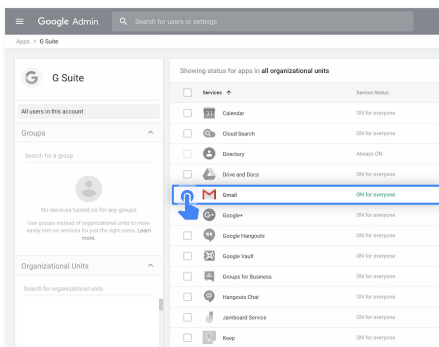 Google Admin
Search for users or settings
Apps > G Suite
G Suite
All users in this account
Groups
Search for a group
No services turned on for any groups
Use groups instead of organizational units to more
easily turn on services for just the right users. Learn
more.
Organizational Units
Search for organizational units
Showing status for apps in all organizational units
Services ↑ Service Status
31 Calendar ON for everyone
Cloud Search ON for everyone
Directory Always ON
Drive and Docs ON for everyone
Gmail ON for everyone
G+ Google+ ON for everyone
Google Hangouts ON for everyone
Google Vault ON for everyone
Groups for Business ON for everyone
Hangouts Chat ON for everyone
Jamboard Service ON for everyone
Keep ON for everyone